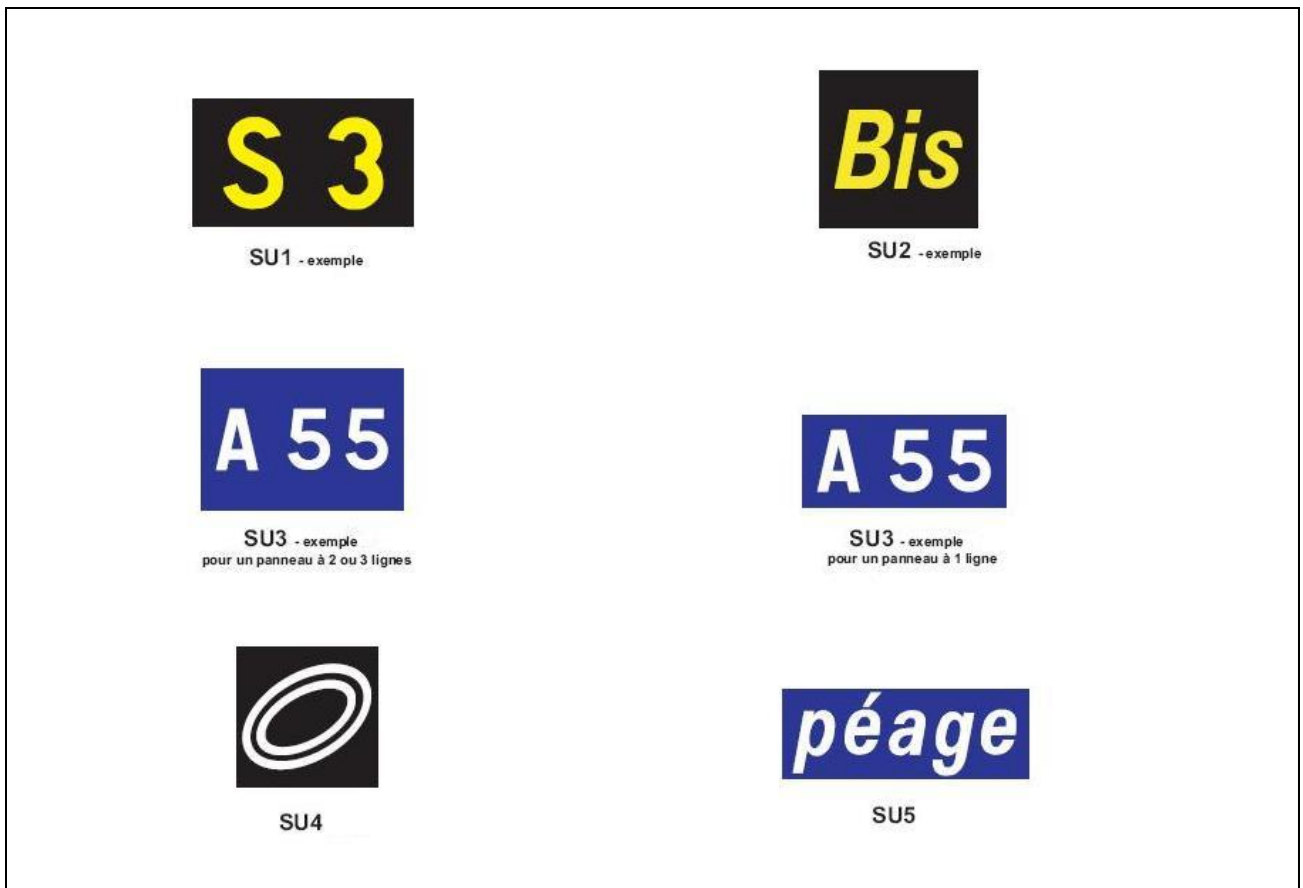 S 3
SU1 - exemple
Bis
SU2 - exemple
A 55
SU3 - exemple
pour un panneau à 2 ou 3 lignes
A 55
SU3 - exemple
pour un panneau à 1 ligne
SU4
péage
SU5